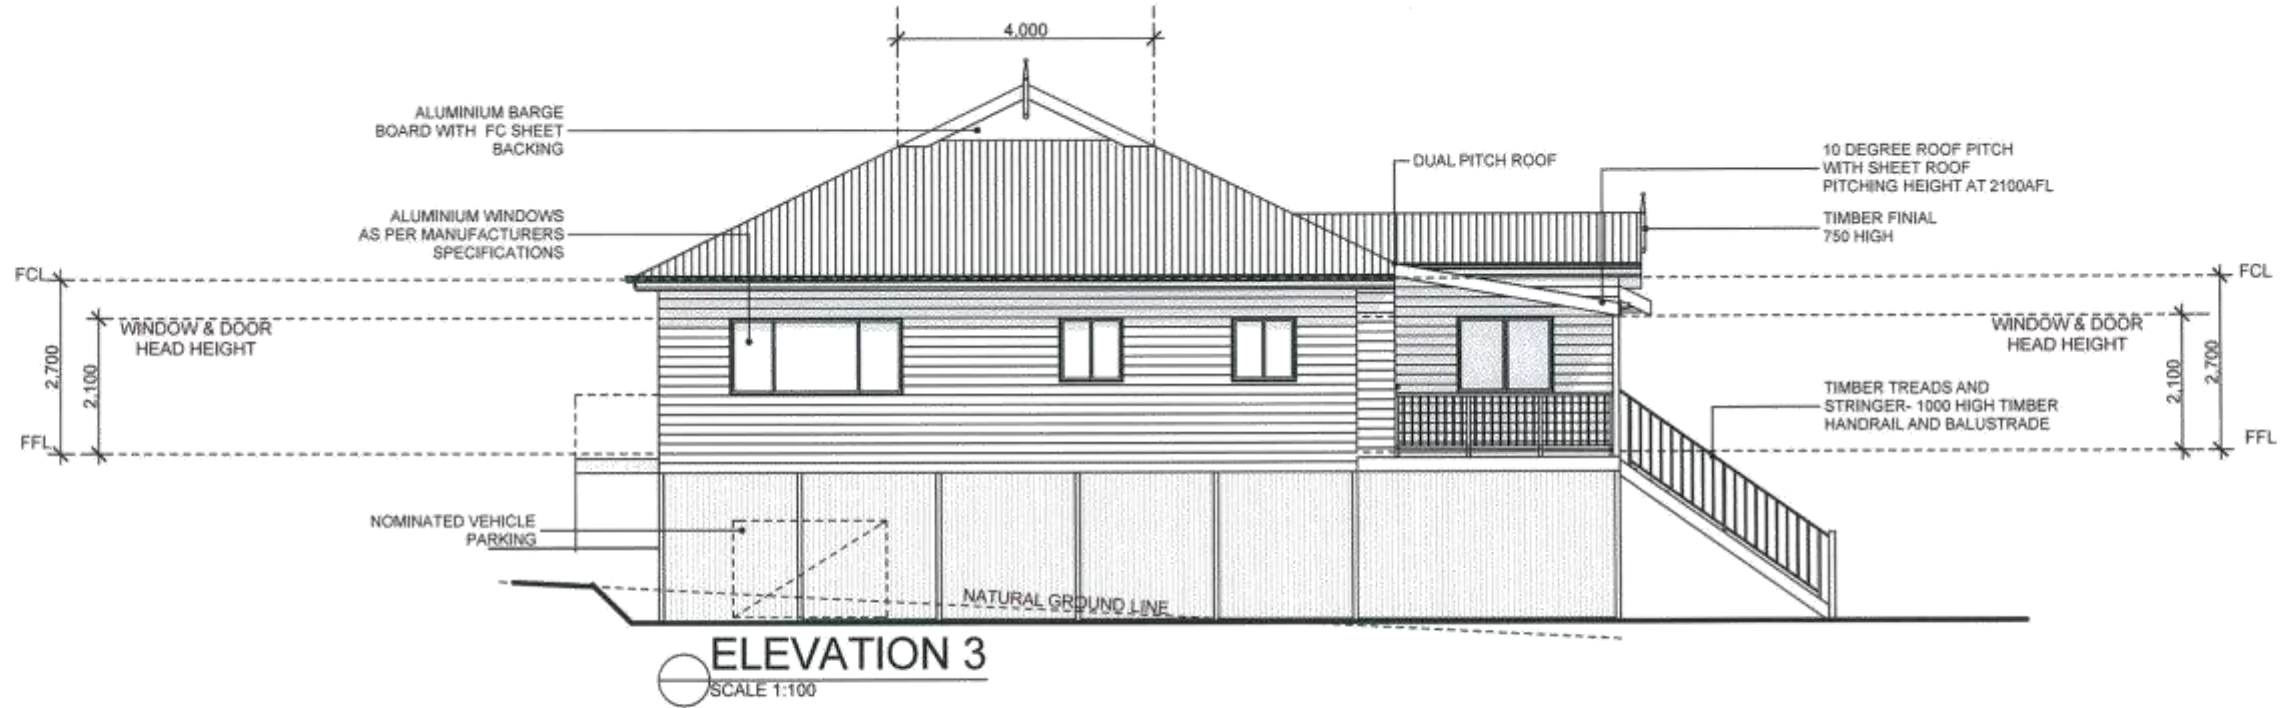 4,000
ALUMINIUM BARGE
BOARD WITH FC SHEET
BACKING
DUAL PITCH ROOF
10 DEGREE ROOF PITCH
WITH SHEET ROOF
PITCHING HEIGHT AT 2100AFL
ALUMINIUM WINDOWS
AS PER MANUFACTURERS
SPECIFICATIONS
TIMBER FINIAL
750 HIGH
FCL
FCL
WINDOW & DOOR
HEAD HEIGHT
WINDOW & DOOR
HEAD HEIGHT
2,700
2,100
2,100
2,700
TIMBER TREADS AND
STRINGER- 1000 HIGH TIMBER
HANDRAIL AND BALUSTRADE
FFL
FFL
NOMINATED VEHICLE
PARKING
NATURAL GROUND LINE
ELEVATION 3
SCALE 1:100